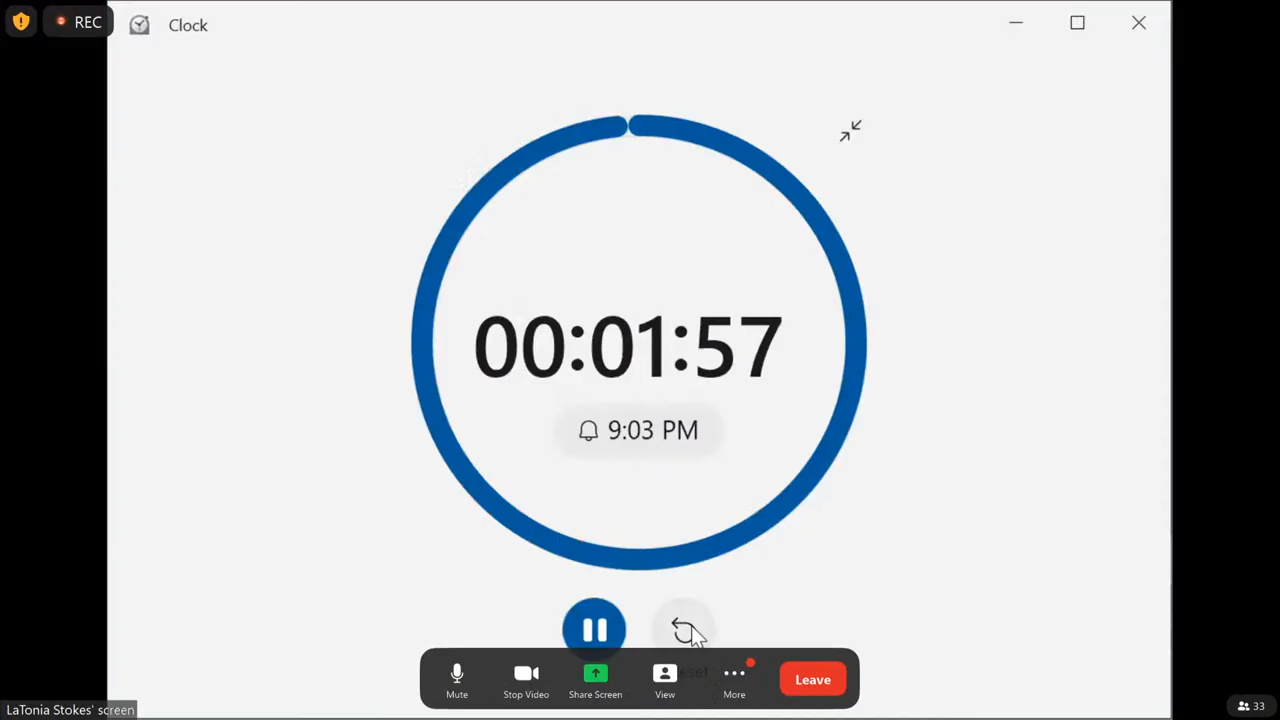 REC
Clock
00:01:57
9:03 PM
Mute
Stop Video
Share Screen
View
More
Leave
LaTonia Stokes' screen
33